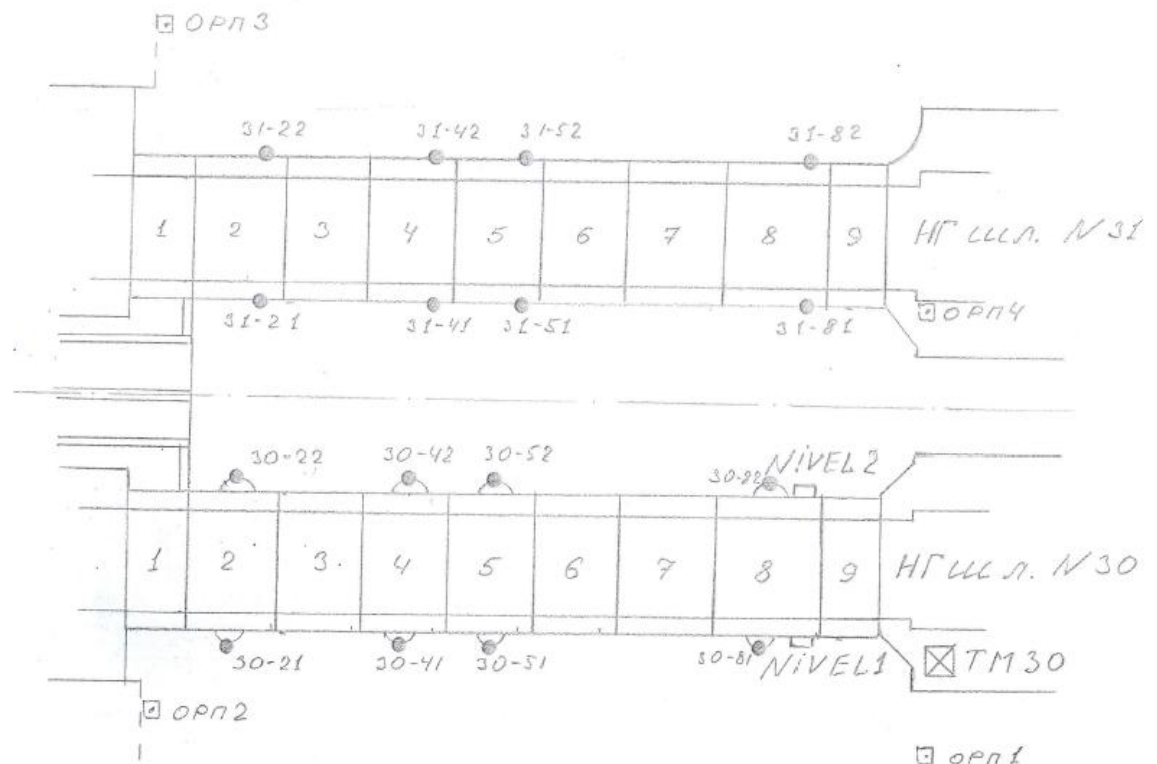 ОРП3
31-22 31-42 31-52 31-82
1 2 3 4 5 6 7 8 9 НГ шл. N31
31-21 31-41 31-51 31-81 ОРП4
30-22 30-42 30-52 30-82 NiVEL2
1 2 3. 4 5 6 7 8 9 НГ шл. N30
30-21 30-41 30-51 30-81 NiVEL1 ТМ30
ОРП2
ОРП1